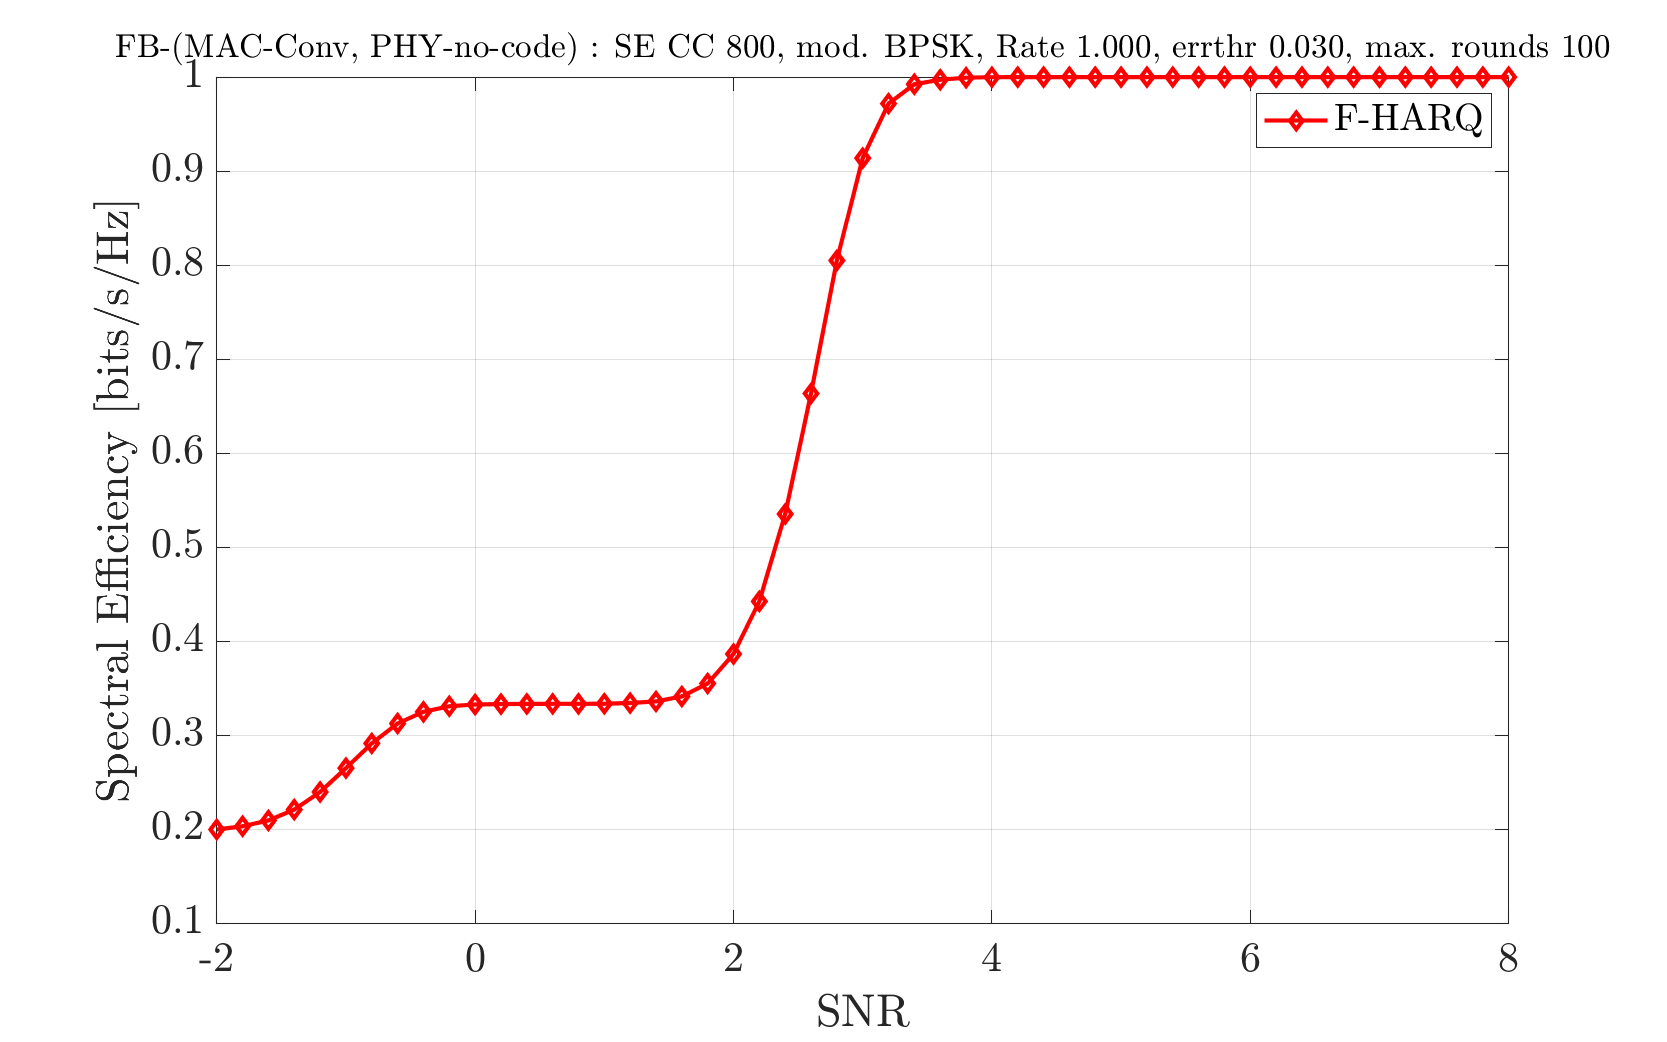 FB-(MAC-Conv, PHY-no-code) : SE CC 800, mod. BPSK, Rate 1.000, errthr 0.030, max. rounds 100
1
F-HARQ
0.9
0.8
0.7
0.6
0.5
0.4
0.3
0.2
0.1
Spectral Efficiency [bits/s/Hz]
-2 0 2 4 6 8
SNR